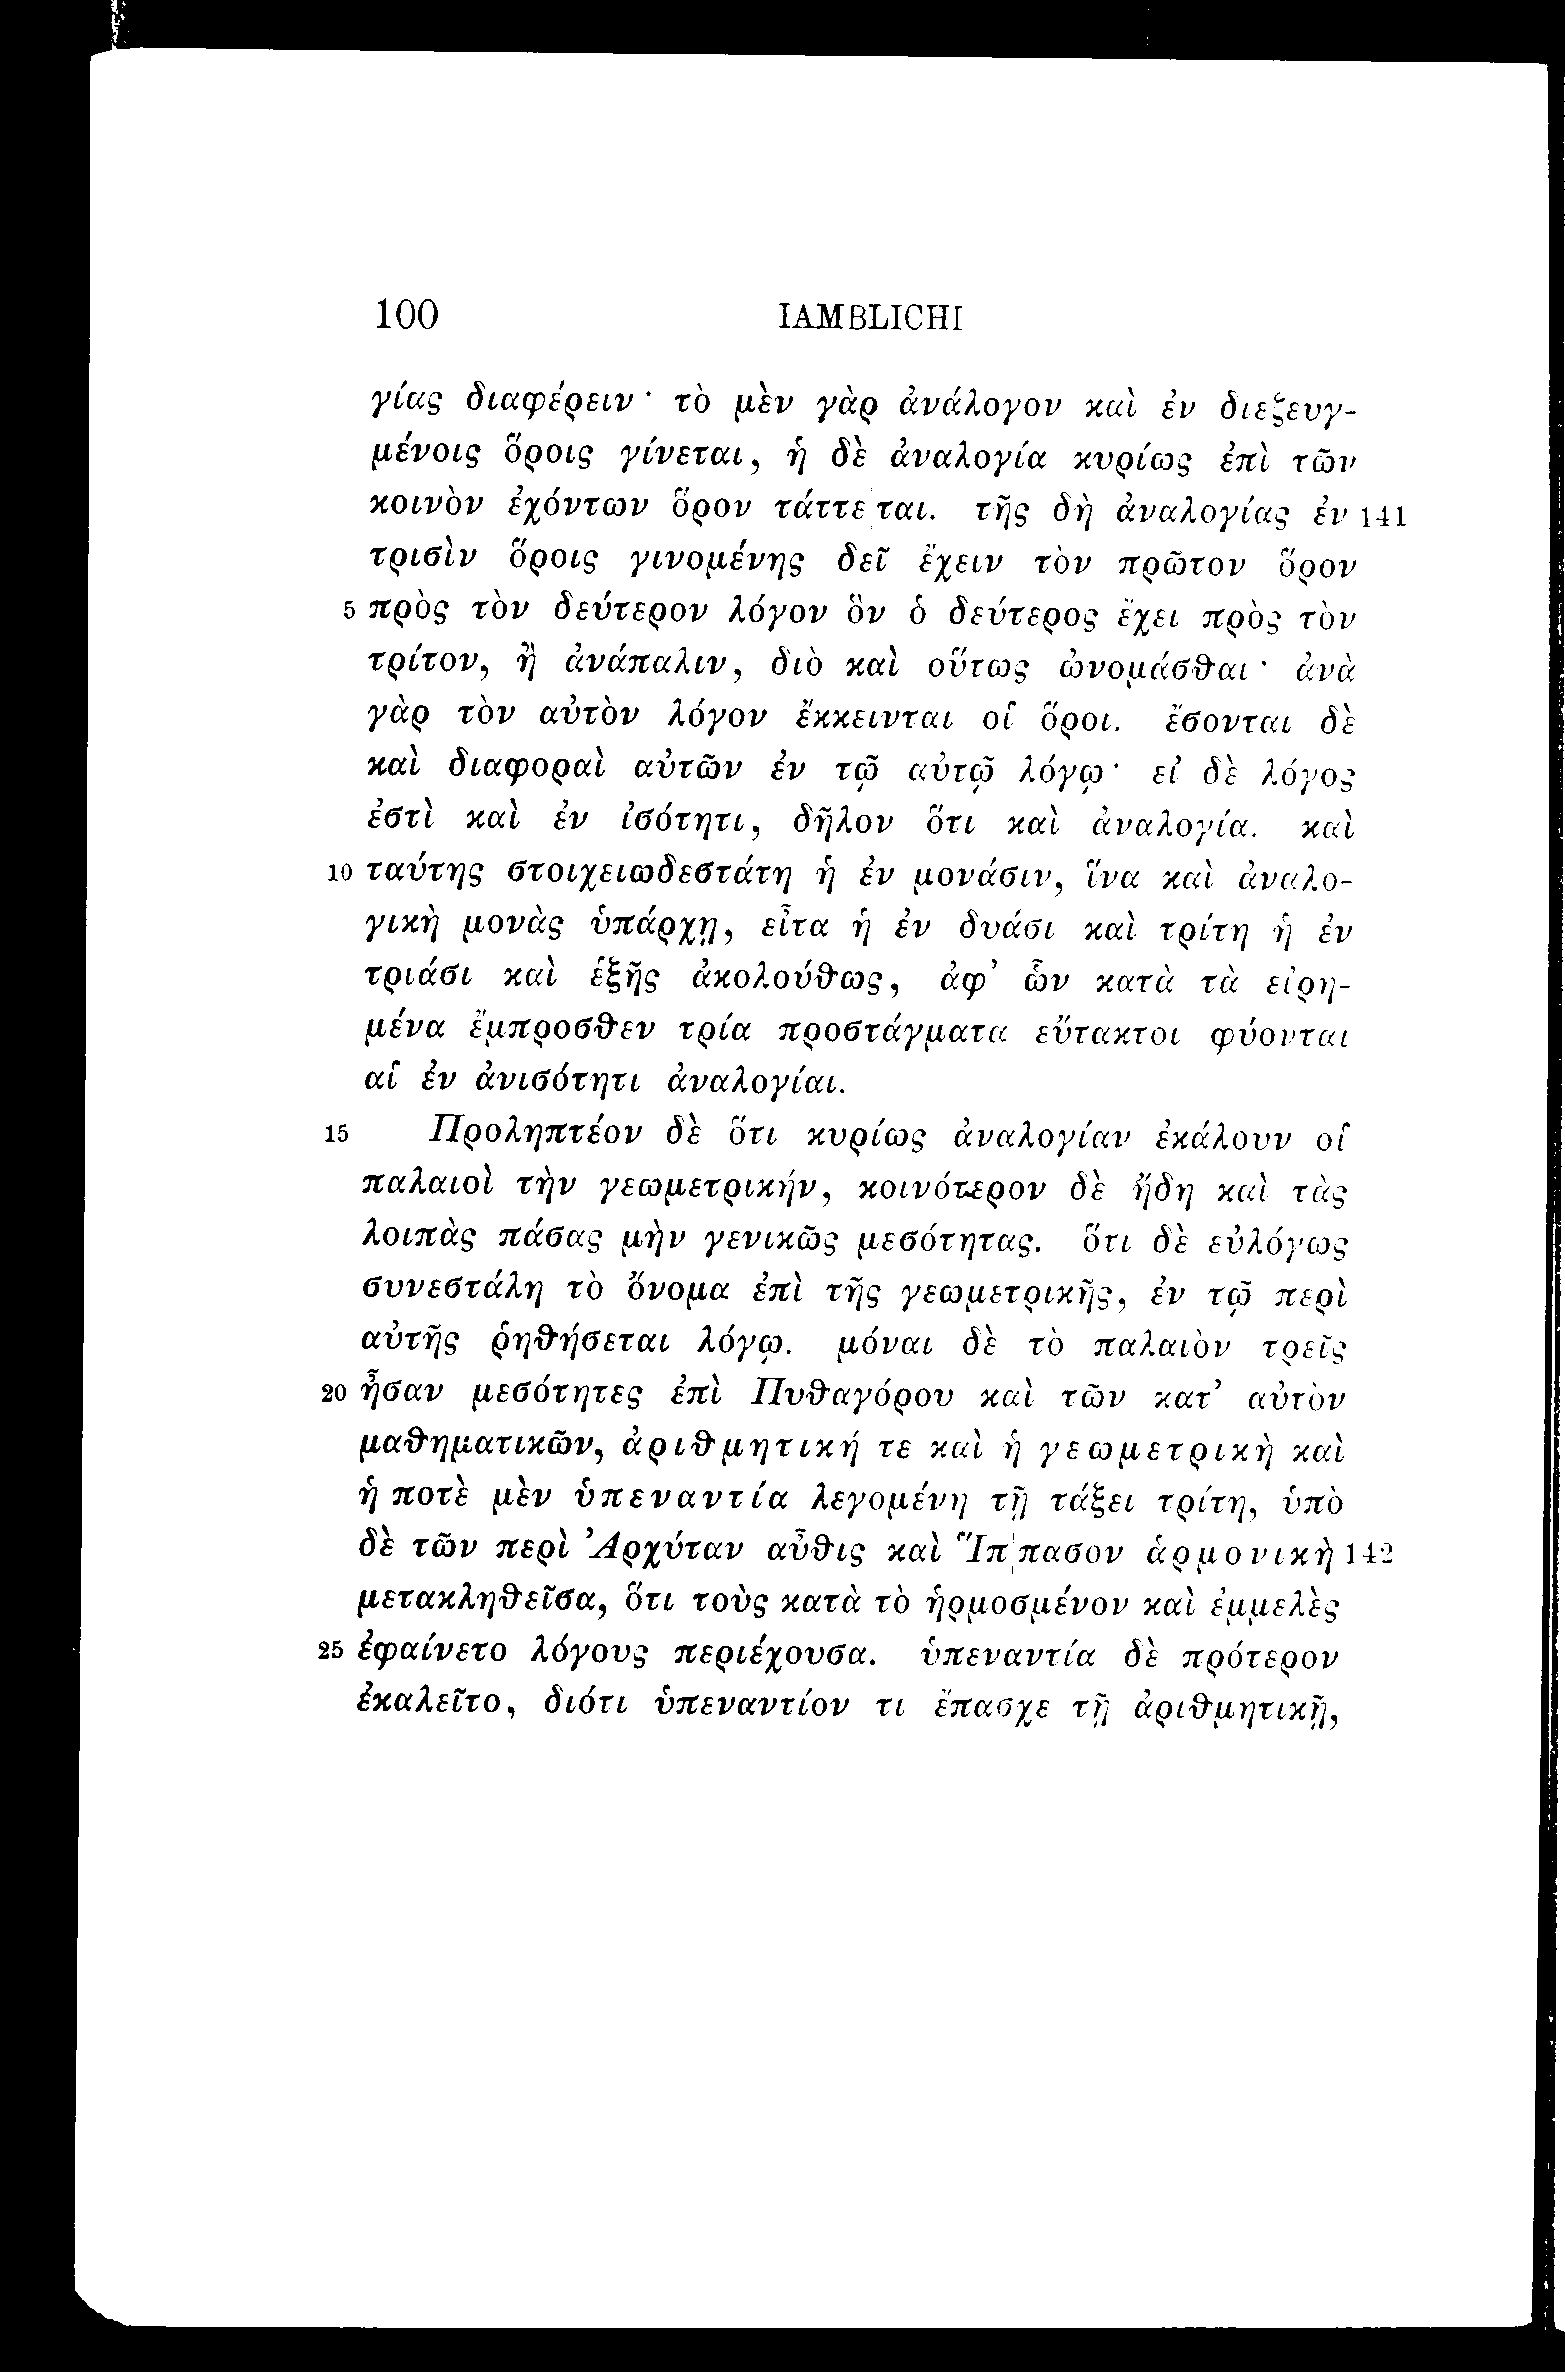 100 IAMBLICHI
γίας διαφέρειν · τὸ μὲν γὰρ ἀνάλογον καὶ ἐν διεζευγ-
μένοις ὅροις γίνεται, ἡ δὲ ἀναλογία κυρίως ἐπὶ τῶν
κοινὸν ἐχόντων ὅρον τάττε|ται. τῆς δὴ ἀναλογίας ἐν 141
τρισὶν ὅροις γινομένης δεῖ ἔχειν τὸν πρῶτον ὅρον
5 πρὸς τὸν δεύτερον λόγον ὃν ὁ δεύτερος ἔχει πρὸς τὸν
τρίτον, ἢ ἀνάπαλιν, διὸ καὶ οὕτως ὠνομάσθαι · ἀνὰ
γὰρ τὸν αὐτὸν λόγον ἔκκεινται οἱ ὅροι. ἔσονται δὲ
καὶ διαφοραὶ αὐτῶν ἐν τῷ αὐτῷ λόγῳ · εἰ δὲ λόγος
ἐστὶ καὶ ἐν ἰσότητι, δῆλον ὅτι καὶ ἀναλογία. καὶ
10 ταύτης στοιχειωδεστάτη ἡ ἐν μονάσιν, ἵνα καὶ ἀναλο-
γικὴ μονὰς ὑπάρχῃ, εἶτα ἡ ἐν δυάσι καὶ τρίτη ἡ ἐν
τριάσι καὶ ἑξῆς ἀκολούθως, ἀφ’ ὧν κατὰ τὰ εἰρη-
μένα ἔμπροσθεν τρία προστάγματα εὔτακτοι φύονται
αἱ ἐν ἀνισότητι ἀναλογίαι.
15 Προληπτέον δὲ ὅτι κυρίως ἀναλογίαν ἐκάλουν οἱ
παλαιοὶ τὴν γεωμετρικήν, κοινότερον δὲ ἤδη καὶ τὰς
λοιπὰς πάσας μὴν γενικῶς μεσότητας. ὅτι δὲ εὐλόγως
συνεστάλη τὸ ὄνομα ἐπὶ τῆς γεωμετρικῆς, ἐν τῷ περὶ
αὐτῆς ῥηθήσεται λόγῳ. μόναι δὲ τὸ παλαιὸν τρεῖς
20 ἦσαν μεσότητες ἐπὶ Πυθαγόρου καὶ τῶν κατ’ αὐτὸν
μαθηματικῶν, ἀριθμητική τε καὶ ἡ γεωμετρικὴ καὶ
ἡ ποτὲ μὲν ὑπεναντία λεγομένη τῇ τάξει τρίτη, ὑπὸ
δὲ τῶν περὶ Ἀρχύταν αὖθις καὶ Ἵπ|πασον ἁρμονικὴ 142
μετακληθεῖσα, ὅτι τοὺς κατὰ τὸ ἡρμοσμένον καὶ ἐμμελὲς
25 ἐφαίνετο λόγους περιέχουσα. ὑπεναντία δὲ πρότερον
ἐκαλεῖτο, διότι ὑπεναντίον τι ἔπασχε τῇ ἀριθμητικῇ,